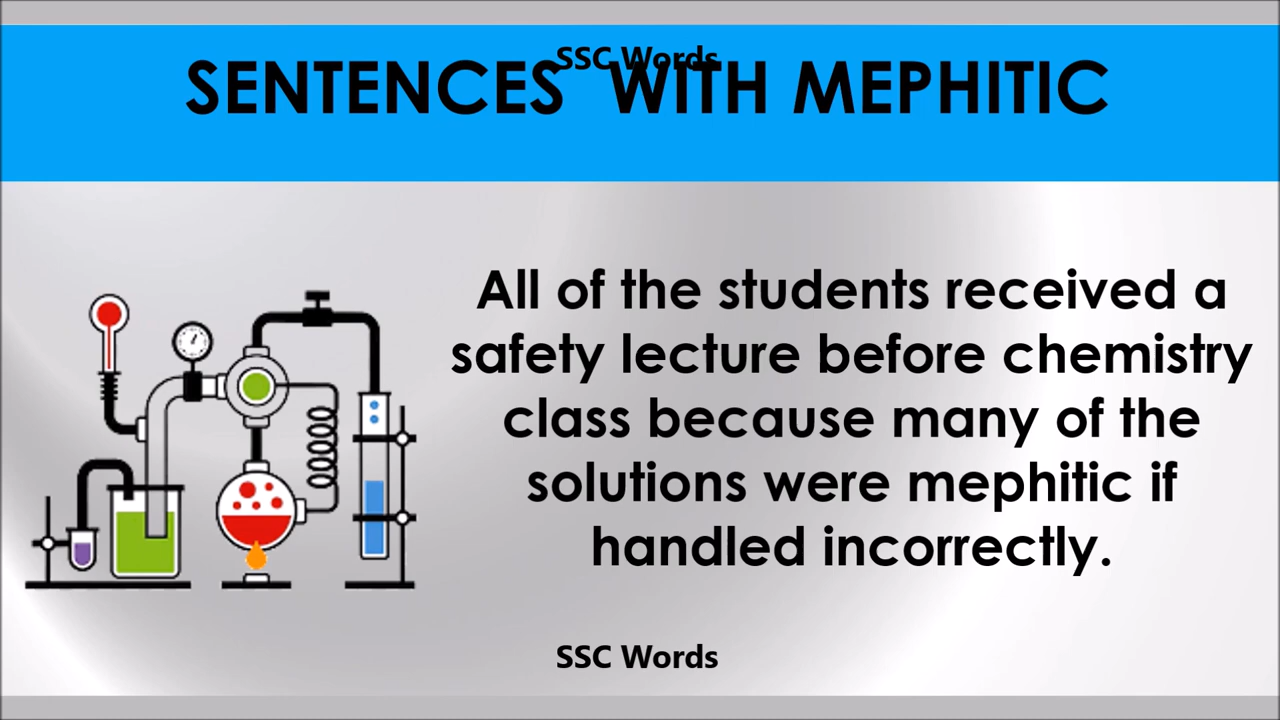 SSC Words
SENTENCES WITH MEPHITIC
All of the students received a
safety lecture before chemistry
class because many of the
solutions were mephitic if
handled incorrectly.
SSC Words